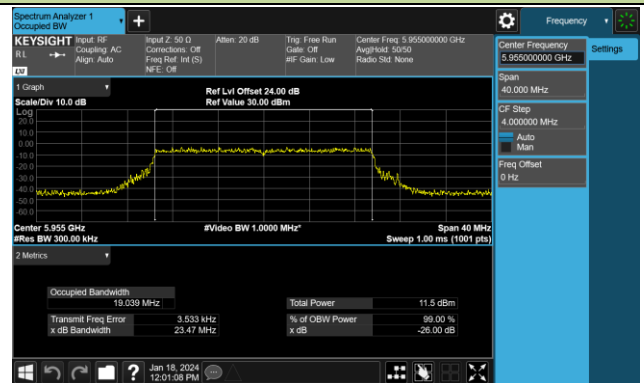 Spectrum Analyzer 1
Occupied BW
Frequency
KEYSIGHT
RL
Input: RF
Coupling: AC
Align: Auto
Input Z: 50 Ω
Corrections: Off
Freq Ref: Int (S)
NFE: Off
Atten: 20 dB
Trig: Free Run
Gate: Off
#IF Gain: Low
Center Freq: 5.955000000 GHz
Avg|Hold: 50/50
Radio Std: None
LXI
Center Frequency
5.955000000 GHz
Settings
Span
40.000 MHz
CF Step
4.000000 MHz
Auto
Man
Freq Offset
0 Hz
1 Graph
Scale/Div 10.0 dB
Ref Lvl Offset 24.00 dB
Ref Value 30.00 dBm
Log
20.0
10.0
0.00
-10.0
-20.0
-30.0
-40.0
-50.0
-60.0
Center 5.955 GHz
#Video BW 1.0000 MHz*
Span 40 MHz
#Res BW 300.00 kHz
Sweep 1.00 ms (1001 pts)
2 Metrics
Occupied Bandwidth
19.039 MHz
Total Power 11.5 dBm
Transmit Freq Error 3.533 kHz
% of OBW Power 99.00 %
x dB Bandwidth 23.47 MHz
x dB -26.00 dB
Jan 18, 2024
12:01:08 PM